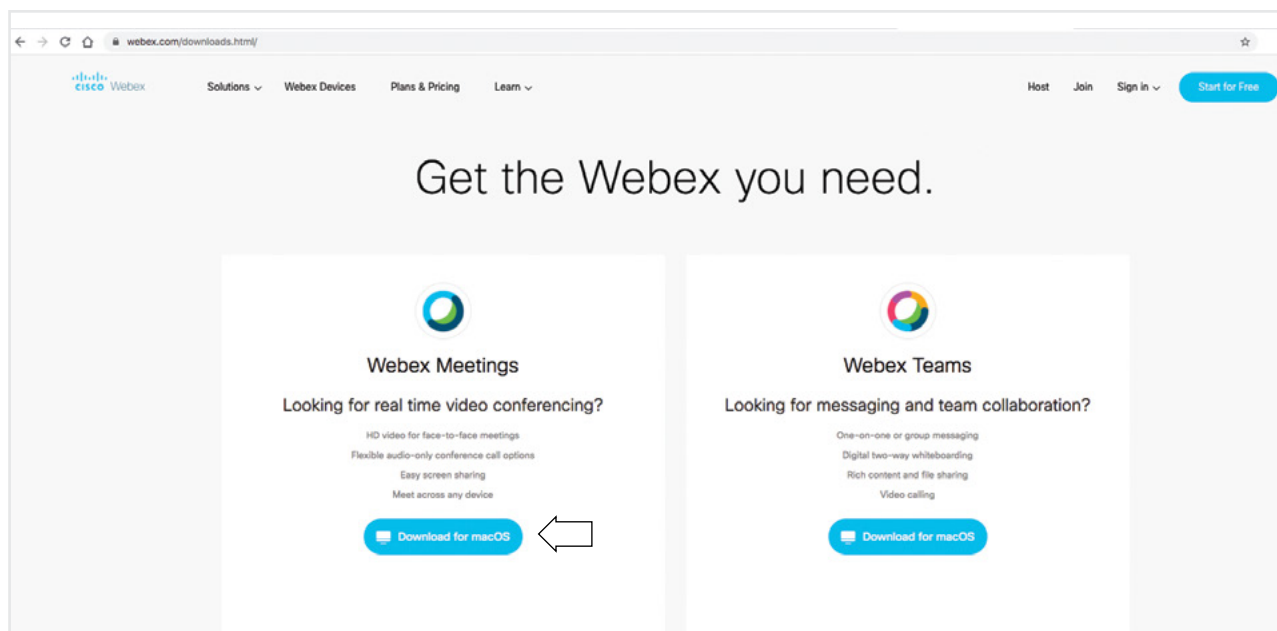 webex.com/downloads.html/
cisco Webex
Solutions
Webex Devices
Plans & Pricing
Learn
Host
Join
Sign in
Start for Free
Get the Webex you need.
Webex Meetings
Looking for real time video conferencing?
HD video for face-to-face meetings
Flexible audio-only conference call options
Easy screen sharing
Meet across any device
Download for macOS
Webex Teams
Looking for messaging and team collaboration?
One-on-one or group messaging
Digital two-way whiteboarding
Rich content and file sharing
Video calling
Download for macOS